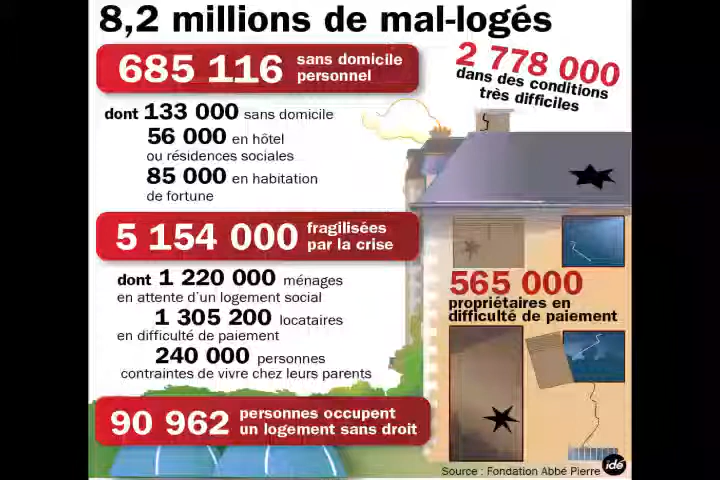 8,2 millions de mal-logés
685 116 sans domicile
personnel
dont 133 000 sans domicile
56 000 en hôtel
ou résidences sociales
85 000 en habitation
de fortune
2 778 000
dans des conditions
très difficiles
5 154 000 fragilisées
par la crise
dont 1 220 000 ménages
en attente d'un logement social
1 305 200 locataires
en difficulté de paiement
240 000 personnes
contraintes de vivre chez leurs parents
565 000
propriétaires en
difficulté de paiement
90 962 personnes occupent
un logement sans droit
Source : Fondation Abbé Pierre
idé